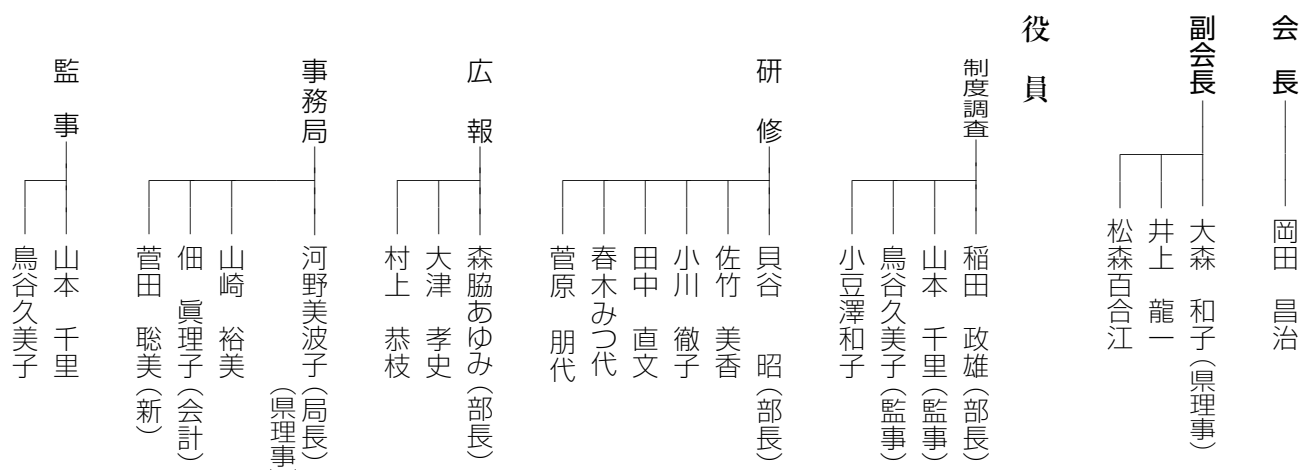 会長
岡田 昌治
副会長
大森 和子(県理事)
井上 龍一
松森百合江
役員
制度調査
稲田 政雄(部長)
山本 千里(監事)
鳥谷久美子(監事)
小豆澤和子
研修
貝谷 昭(部長)
佐竹 美香
小川 徹子
田中 直文
春木みつ代
菅原 朋代
広報
森脇あゆみ(部長)
大津 孝史
村上 恭枝
事務局
河野美波子(局長)
(県理事)
山崎 裕美
佃 眞理子(会計)
菅田 聡美(新)
監事
山本 千里
鳥谷久美子